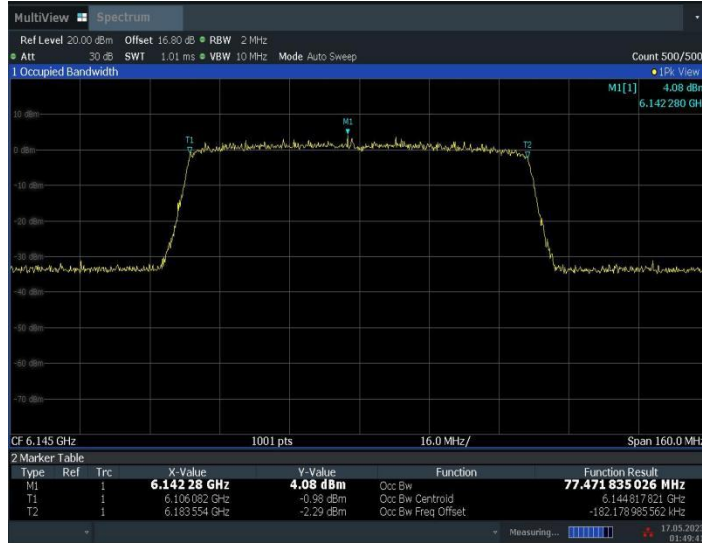 MultiView Spectrum
Ref Level 20.00 dBm Offset 16.80 dB RBW 2 MHz
Att 30 dB SWT 1.01 ms VBW 10 MHz Mode Auto Sweep Count 500/500
1 Occupied Bandwidth 1Pk View
M1[1] 4.08 dBm
6.142 280 GH
10 dBm
M1
T1
T2
0 dBm
-10 dBm
-20 dBm
-30 dBm
-40 dBm
-50 dBm
-60 dBm
-70 dBm
CF 6.145 GHz 1001 pts 16.0 MHz/ Span 160.0 MHz
2 Marker Table
Type Ref Trc X-Value Y-Value Function Function Result
M1 1 6.142 28 GHz 4.08 dBm Occ Bw 77.471 835 026 MHz
T1 1 6.106 082 GHz -0.98 dBm Occ Bw Centroid 6.144 817 821 GHz
T2 1 6.183 554 GHz -2.29 dBm Occ Bw Freq Offset -182.178 985 562 kHz
Measuring... 17.05.202
01:49:4